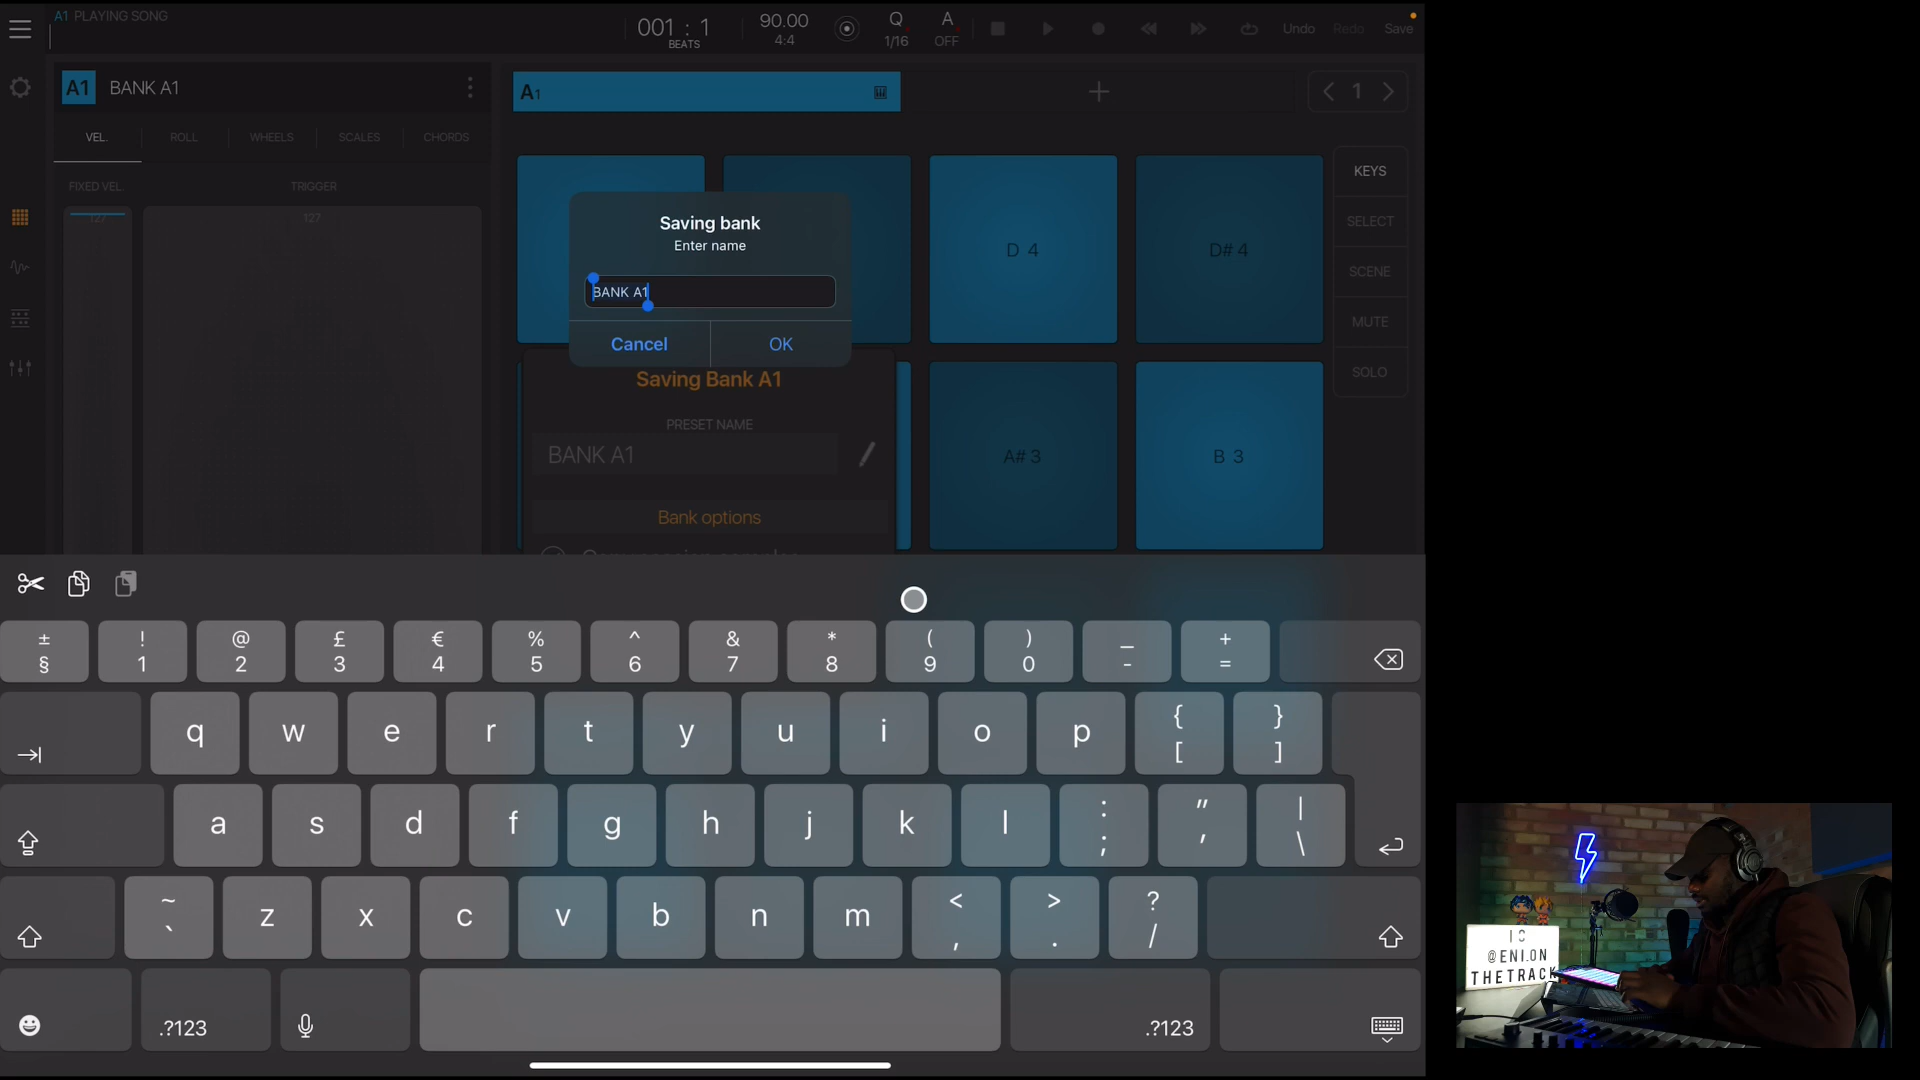 A1 PLAYING SONG
001 : 1
BEATS
90.00
4:4
Q
1/16
A
OFF
Undo
Redo
Save
A1 BANK A1
A1
1
VEL.
ROLL
WHEELS
SCALES
CHORDS
FIXED VEL.
TRIGGER
127
127
KEYS
SELECT
SCENE
MUTE
SOLO
D 4
D# 4
A# 3
B 3
Saving bank
Enter name
BANK A1
Cancel
OK
Saving Bank A1
PRESET NAME
BANK A1
Bank options
± ! @ £ € % ^ & * ( ) _ +
§ 1 2 3 4 5 6 7 8 9 0 - =
q w e r t y u i o p { }
[ ]
a s d f g h j k l : " |
; ' \
~ z x c v b n m < > ?
` , . /
.?123
.?123
@ENI.ON
THETRACK